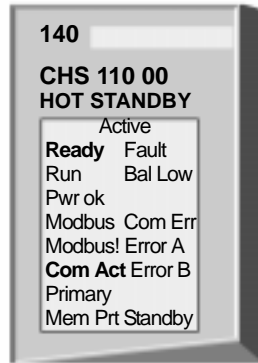 140
CHS 110 00
HOT STANDBY
Active
Ready Fault
Run Bal Low
Pwr ok
Modbus Com Err
Modbus! Error A
Com Act Error B
Primary
Mem Prt Standby